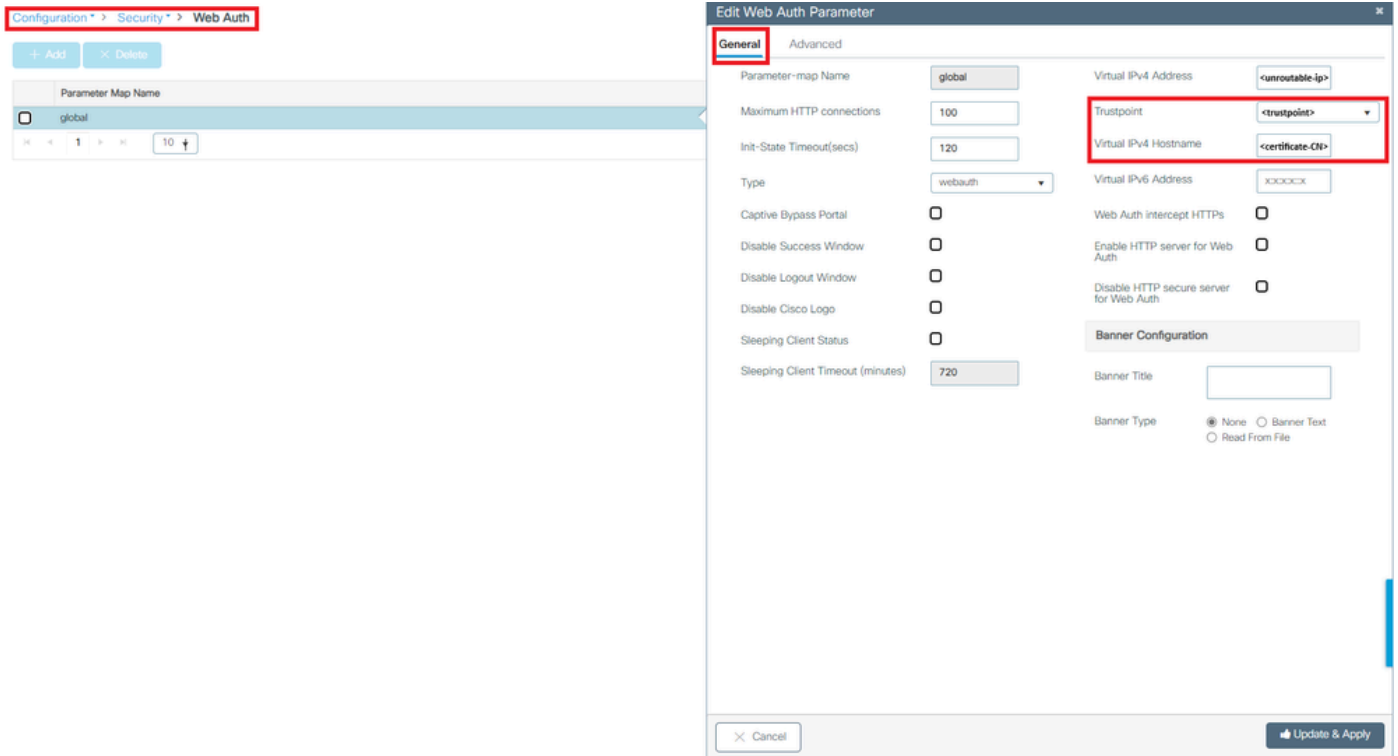 Configuration > Security > Web Auth
+ Add × Delete
Parameter Map Name
global
1 10
Edit Web Auth Parameter
General Advanced
Parameter-map Name global
Maximum HTTP connections 100
Init-State Timeout(secs) 120
Type webauth
Captive Bypass Portal
Disable Success Window
Disable Logout Window
Disable Cisco Logo
Sleeping Client Status
Sleeping Client Timeout (minutes) 720
Virtual IPv4 Address <unroutable-ip>
Trustpoint <trustpoint>
Virtual IPv4 Hostname <certificate-CN>
Virtual IPv6 Address
Web Auth intercept HTTPs
Enable HTTP server for Web
Auth
Disable HTTP secure server
for Web Auth
Banner Configuration
Banner Title
Banner Type None Banner Text
Read From File
× Cancel Update & Apply